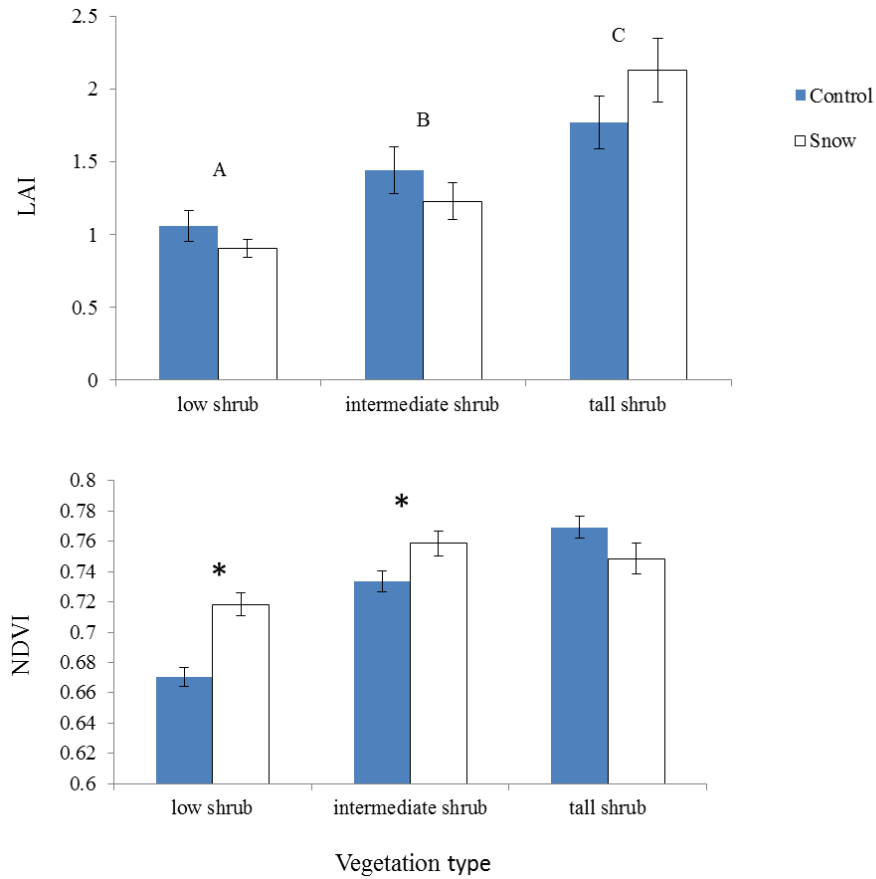 2.5
2
1.5
1
0.5
0
LAI
A
B
C
Control
Snow
low shrub intermediate shrub tall shrub
0.8
0.78
0.76
0.74
0.72
0.7
0.68
0.66
0.64
0.62
0.6
NDVI
*
*
low shrub intermediate shrub tall shrub
Vegetation type